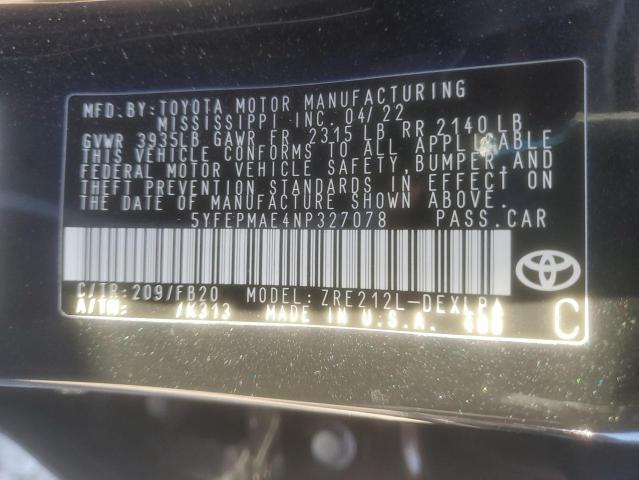 MFD.BY:TOYOTA MOTOR MANUFACTURING
MISSISSIPPI INC. 04/22
GVWR 3935LB GAWR FR 2315 LB RR 2140 LB
THIS VEHICLE CONFORMS TO ALL APPLICABLE
FEDERAL MOTOR VEHICLE SAFETY, BUMPER, AND
THEFT PREVENTION STANDARDS IN EFFECT ON
THE DATE OF MANUFACTURE SHOWN ABOVE.
5YFEPMAE4NP327078 PASS.CAR
C/TR:209/FB20 MODEL:ZRE212L-DEXLPA
A/TM: /K313 MADE IN U.S.A.
C